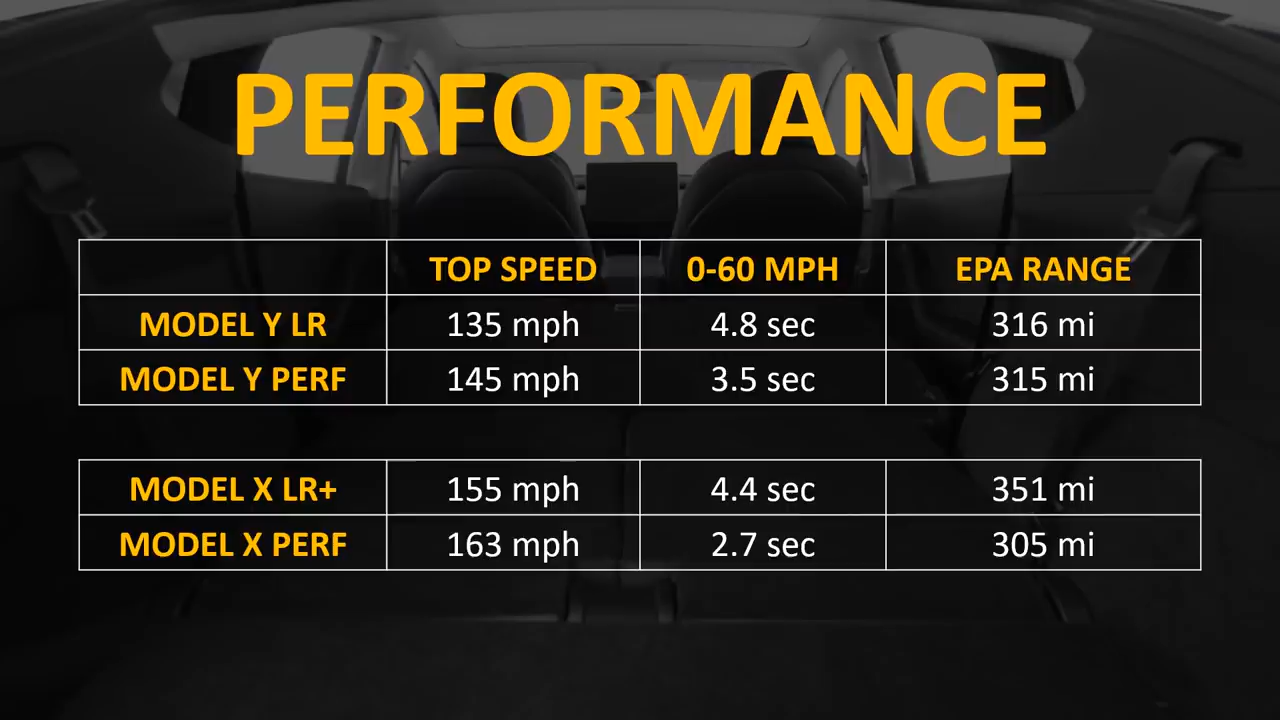 PERFORMANCE
TOP SPEED 0-60 MPH EPA RANGE
MODEL Y LR 135 mph 4.8 sec 316 mi
MODEL Y PERF 145 mph 3.5 sec 315 mi
MODEL X LR+ 155 mph 4.4 sec 351 mi
MODEL X PERF 163 mph 2.7 sec 305 mi